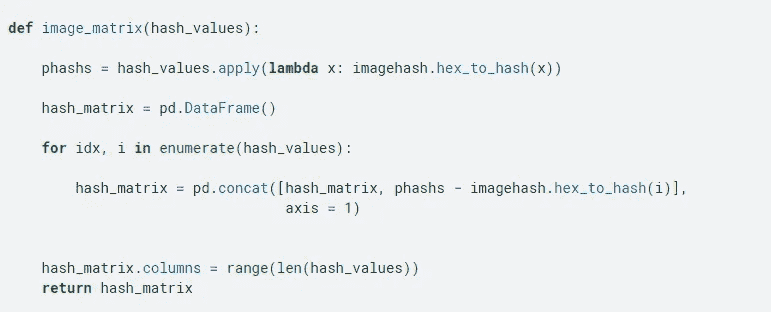 def image_matrix(hash_values):
    phashs = hash_values.apply(lambda x: imagehash.hex_to_hash(x))
    hash_matrix = pd.DataFrame()
    for idx, i in enumerate(hash_values):
        hash_matrix = pd.concat([hash_matrix, phashs - imagehash.hex_to_hash(i)],
                                 axis = 1)
    hash_matrix.columns = range(len(hash_values))
    return hash_matrix